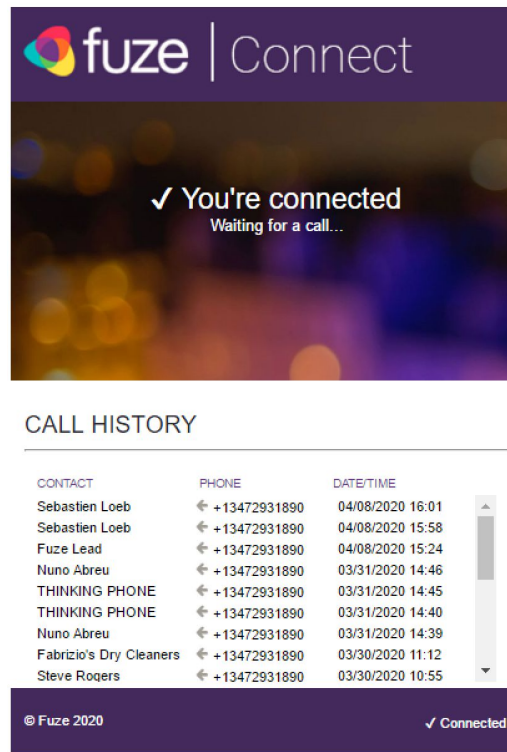 fuze | Connect
✓ You're connected
Waiting for a call...
CALL HISTORY
CONTACT PHONE DATE/TIME
Sebastien Loeb +13472931890 04/08/2020 16:01
Sebastien Loeb +13472931890 04/08/2020 15:58
Fuze Lead +13472931890 04/08/2020 15:24
Nuno Abreu +13472931890 03/31/2020 14:46
THINKING PHONE +13472931890 03/31/2020 14:45
THINKING PHONE +13472931890 03/31/2020 14:40
Nuno Abreu +13472931890 03/31/2020 14:39
Fabrizio's Dry Cleaners +13472931890 03/30/2020 11:12
Steve Rogers +13472931890 03/30/2020 10:55
© Fuze 2020 ✓ Connected